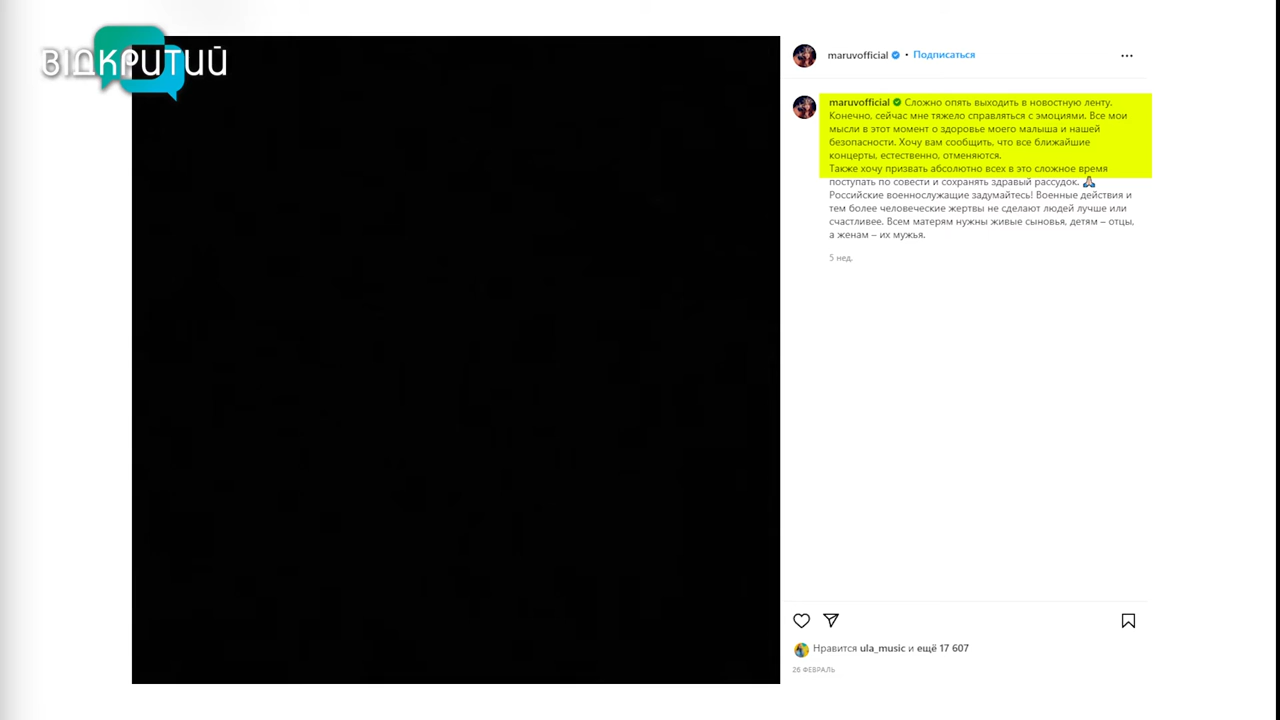 ВІДКРИТИЙ
maruvofficial • Подписаться
maruvofficial Сложно опять выходить в новостную ленту.
Конечно, сейчас мне тяжело справляться с эмоциями. Все мои
мысли в этот момент о здоровье моего малыша и нашей
безопасности. Хочу вам сообщить, что все ближайшие
концерты, естественно, отменяются.
Также хочу призвать абсолютно всех в это сложное время
поступать по совести и сохранять здравый рассудок. 🙏🏼
Российские военнослужащие задумайтесь! Военные действия и
тем более человеческие жертвы не сделают людей лучше или
счастливее. Всем матерям нужны живые сыновья, детям – отцы,
а женам – их мужья.
5 нед.
Нравится ula_music и ещё 17 607
26 ФЕВРАЛЬ